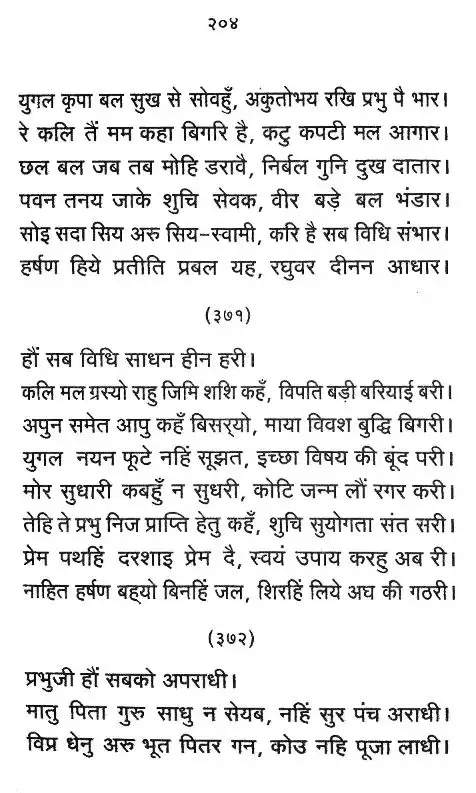 २०४
युगल कृपा बल सुख से सोवहुँ, अकुतोभय रखि प्रभु पै भार।
रे कलि तैं मम कहा बिगरि है, कटु कपटी मल आगार।
छल बल जब तब मोहि डरावै, निर्बल गुनि दुख दातार।
पवन तनय जाके शुचि सेवक, वीर बड़े बल भंडार।
सोइ सदा सिय अरु सिय-स्वामी, करि है सब विधि संभार।
हर्षण हिये प्रतीति प्रबल यह, रघुवर दीनन आधार।
(३७१)
हौं सब विधि साधन हीन हरी।
कलि मल ग्रस्यो राहु जिमि शशि कहँ, विपति बड़ी बरियाई बरी।
अपुन समेत आपु कहँ बिसर्‌यो, माया विवश बुद्धि बिगरी।
युगल नयन फूटे नहिं सूझत, इच्छा विषय की बूंद परी।
मोर सुधारी कबहुँ न सुधरी, कोटि जन्म लौं रगर करी।
तेहि ते प्रभु निज प्राप्ति हेतु कहँ, शुचि सुयोगता संत सरी।
प्रेम पथहिं दरशाइ प्रेम दै, स्वयं उपाय करहु अब री।
नाहित हर्षण बह्‌यो बिनहिं जल, शिरहिं लिये अघ की गठरी।
(३७२)
प्रभुजी हौं सबको अपराधी।
मातु पिता गुरु साधु न सेयब, नहिं सुर पंच अराधी।
विप्र धेनु अरु भूत पितर गन, कोउ नहि पूजा लाधी।